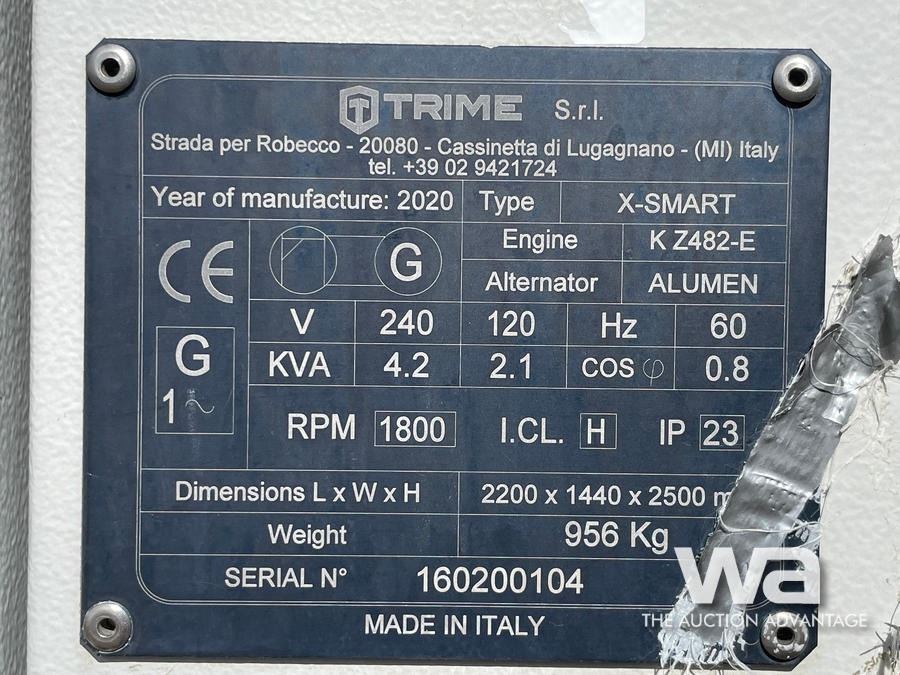 TRIME S.r.l.
Strada per Robecco - 20080 - Cassinetta di Lugagnano - (MI) Italy
tel. +39 02 9421724
Year of manufacture: 2020 Type X-SMART
CE G Engine K Z482-E
Alternator ALUMEN
V 240 120 Hz 60
G 1~ KVA 4.2 2.1 COS φ 0.8
RPM 1800 I.CL. H IP 23
Dimensions L x W x H 2200 x 1440 x 2500
Weight 956 Kg
SERIAL N° 160200104
MADE IN ITALY
wa
THE AUCTION ADVANTAGE